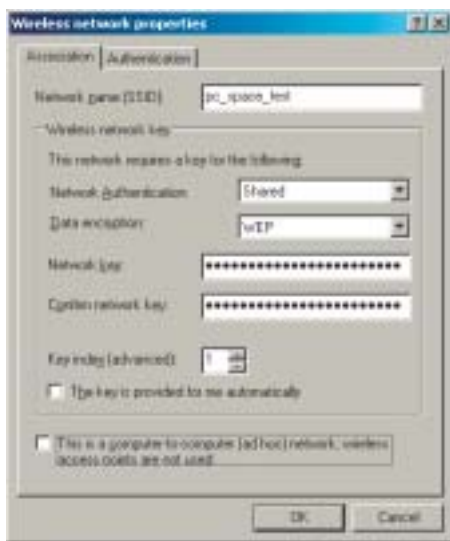 Wireless network properties
Association Authentication
Network name (SSID): pc_space_test
Wireless network key
This network requires a key for the following:
Network Authentication: Shared
Data encryption: WEP
Network key: ••••••••••••••••••••••••
Confirm network key: ••••••••••••••••••••••••
Key index (advanced): 1
The key is provided for me automatically
This is a computer-to-computer (ad hoc) network; wireless
access points are not used
OK Cancel